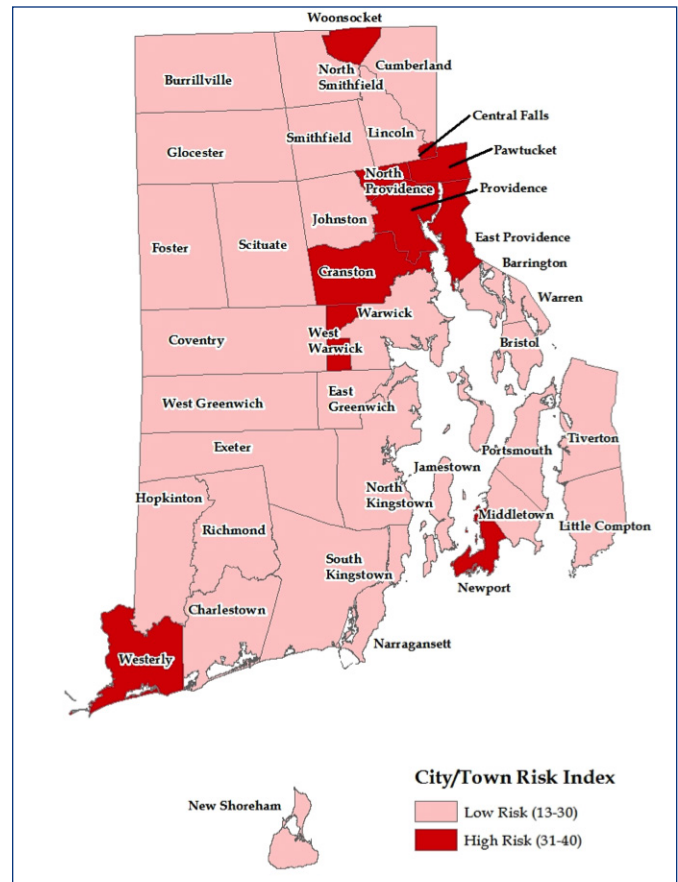 Woonsocket
Burrillville
North
Smithfield
Cumberland
Central Falls
Glocester
Smithfield
Lincoln
Pawtucket
North
Providence
Providence
Foster
Scituate
Johnston
East Providence
Cranston
Barrington
Warren
Coventry
West
Warwick
Warwick
Bristol
West Greenwich
East
Greenwich
Exeter
Portsmouth
Tiverton
Jamestown
Hopkinton
North
Kingstown
Middletown
Richmond
Little Compton
South
Kingstown
Newport
Charlestown
Narragansett
Westerly
City/Town Risk Index
New Shoreham
Low Risk (13-30)
High Risk (31-40)